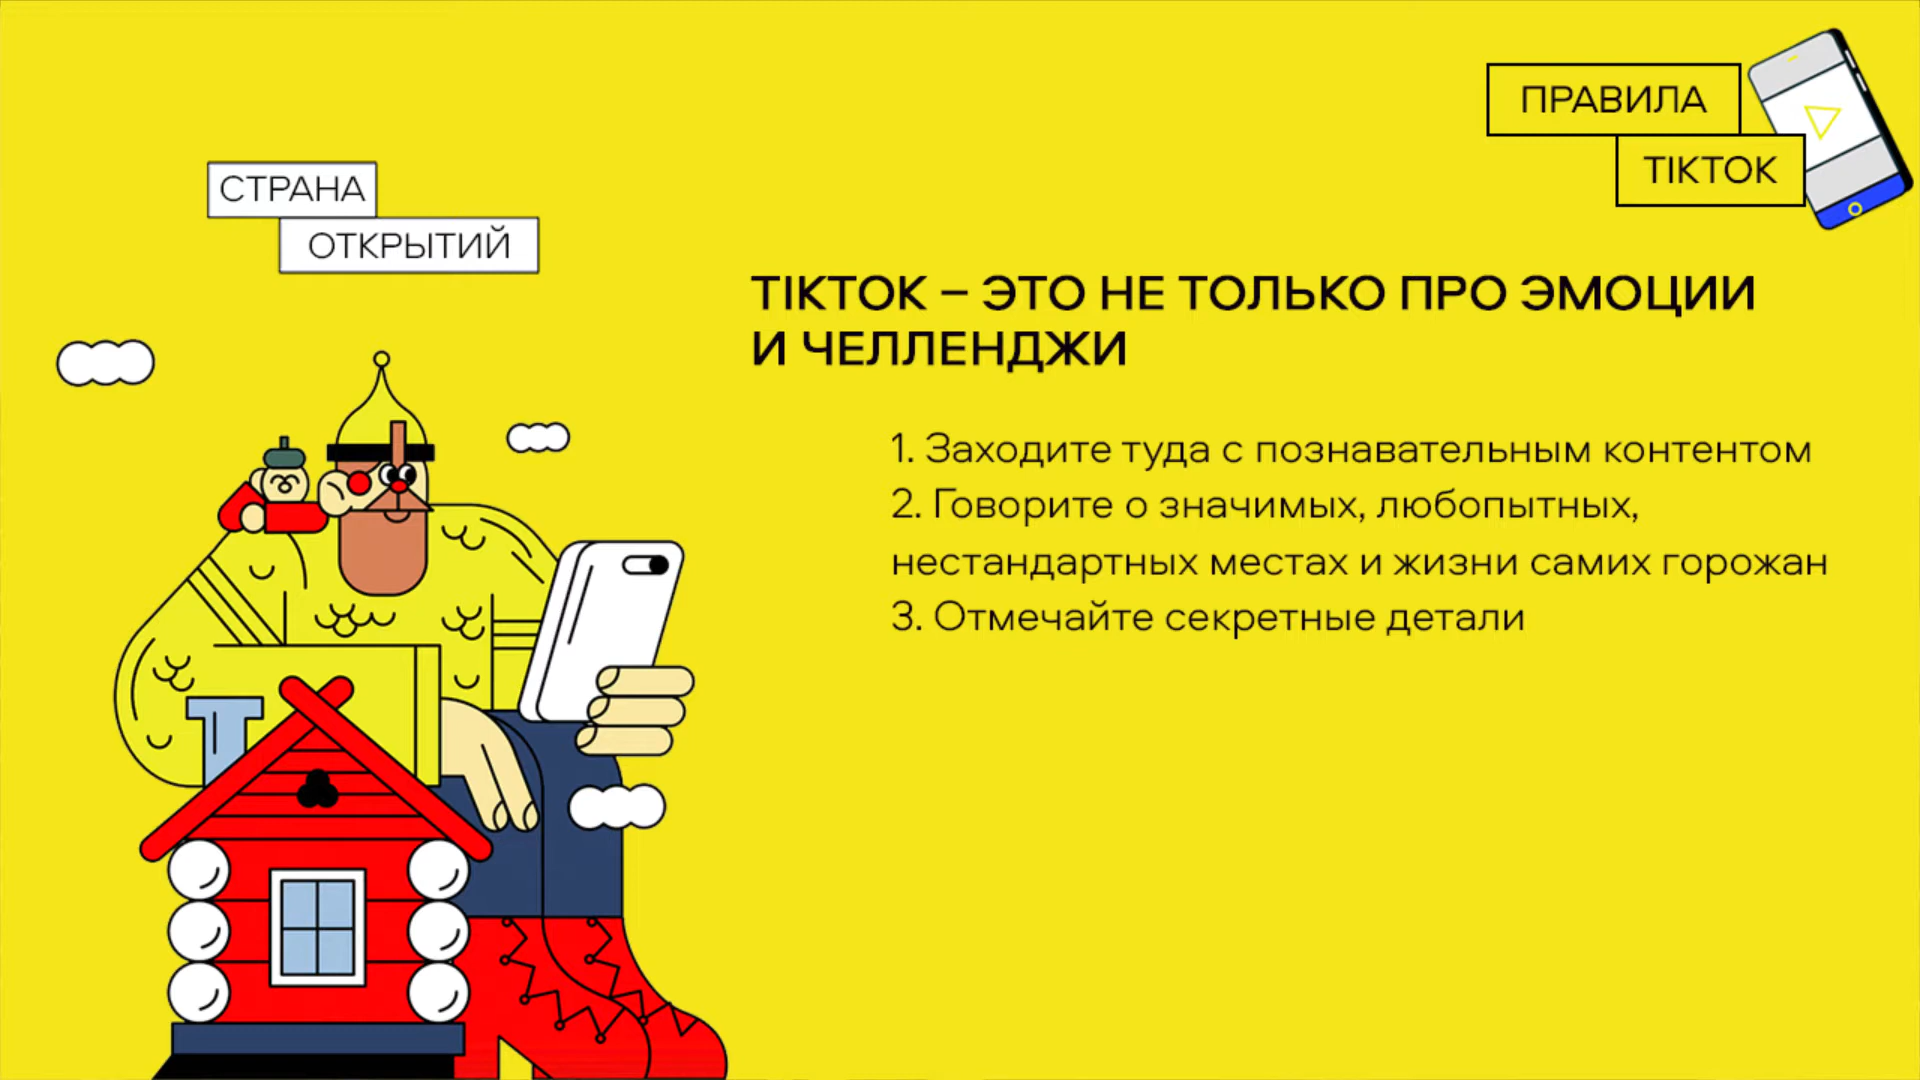 ПРАВИЛА
TIKTOK
СТРАНА
ОТКРЫТИЙ
TIKTOK – ЭТО НЕ ТОЛЬКО ПРО ЭМОЦИИ
И ЧЕЛЛЕНДЖИ
1. Заходите туда с познавательным контентом
2. Говорите о значимых, любопытных,
нестандартных местах и жизни самих горожан
3. Отмечайте секретные детали